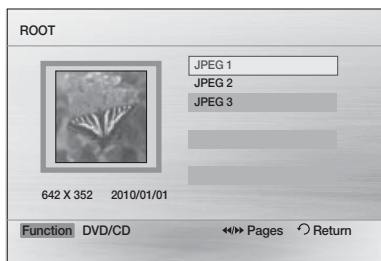 ROOT
JPEG 1
JPEG 2
JPEG 3
642 X 352 2010/01/01
Function DVD/CD ◀◀/▶▶ Pages Return